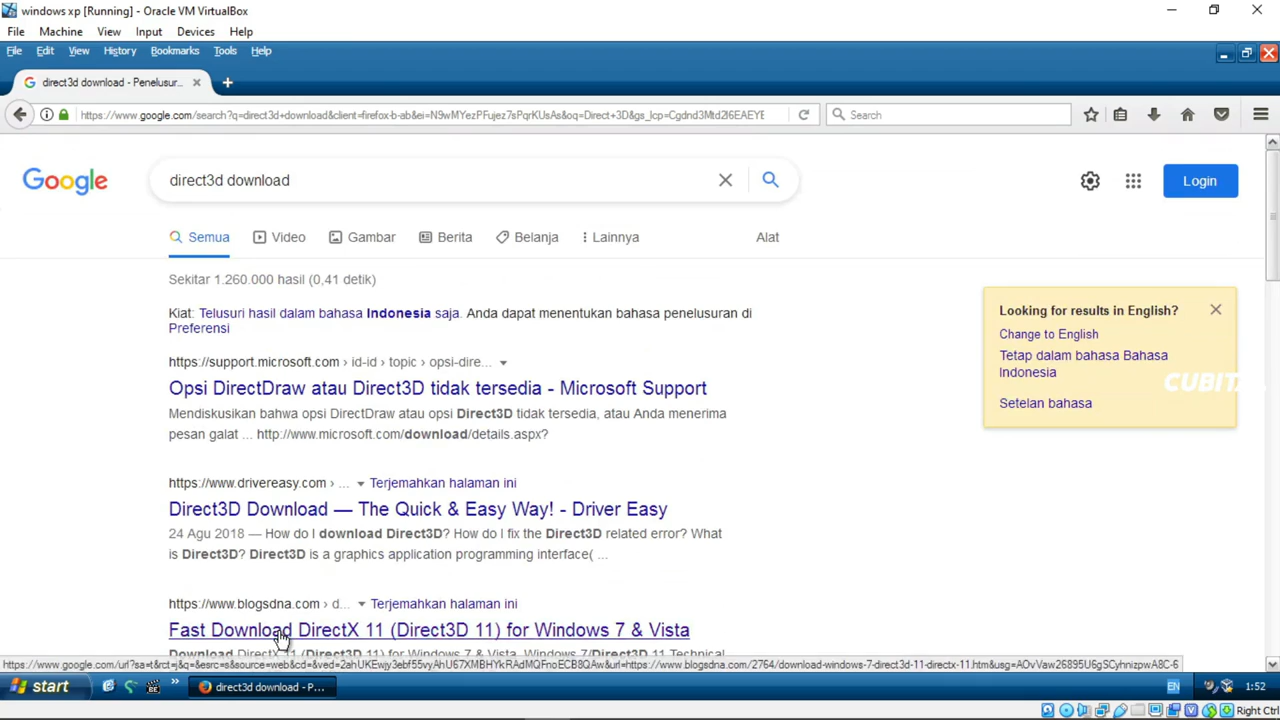 windows xp [Running] - Oracle VM VirtualBox
File Machine View Input Devices Help
File Edit View History Bookmarks Tools Help
direct3d download - Penelusur...
https://www.google.com/search?q=direct3d+download&client=firefox-b-ab&ei=N9wMYezPFujez7sPqrKUsAs&oq=Direct+3D&gs_lcp=Cgdnd3Mtd2l6EAEYE
Search
Google
direct3d download
Login
Semua Video Gambar Berita Belanja Lainnya Alat
Sekitar 1.260.000 hasil (0,41 detik)
Kiat: Telusuri hasil dalam bahasa Indonesia saja. Anda dapat menentukan bahasa penelusuran di
Preferensi
Looking for results in English?
Change to English
Tetap dalam bahasa Bahasa
Indonesia
Setelan bahasa
https://support.microsoft.com › id-id › topic › opsi-dire...
Opsi DirectDraw atau Direct3D tidak tersedia - Microsoft Support
Mendiskusikan bahwa opsi DirectDraw atau opsi Direct3D tidak tersedia, atau Anda menerima
pesan galat ... http://www.microsoft.com/download/details.aspx?
https://www.drivereasy.com › ... Terjemahkan halaman ini
Direct3D Download — The Quick & Easy Way! - Driver Easy
24 Agu 2018 — How do I download Direct3D? How do I fix the Direct3D related error? What
is Direct3D? Direct3D is a graphics application programming interface( ...
https://www.blogsdna.com › d... Terjemahkan halaman ini
Fast Download DirectX 11 (Direct3D 11) for Windows 7 & Vista
Download DirectX 11 (Direct3D 11) for Windows 7 & Vista. Windows 7/Direct3D 11 Technical
https://www.google.com/url?sa=t&rct=j&q=&esrc=s&source=web&cd=&ved=2ahUKEwjy3ebf55vyAhU67XMBHYkRAdMQFnoECB8QAw&url=https://www.blogsdna.com/2764/download-windows-7-direct3d-11-directx-11.htm&usg=AOvVaw26895U6gSCyhnizpwA8C-6
start
direct3d download - P...
EN
1:52
Right Ctrl